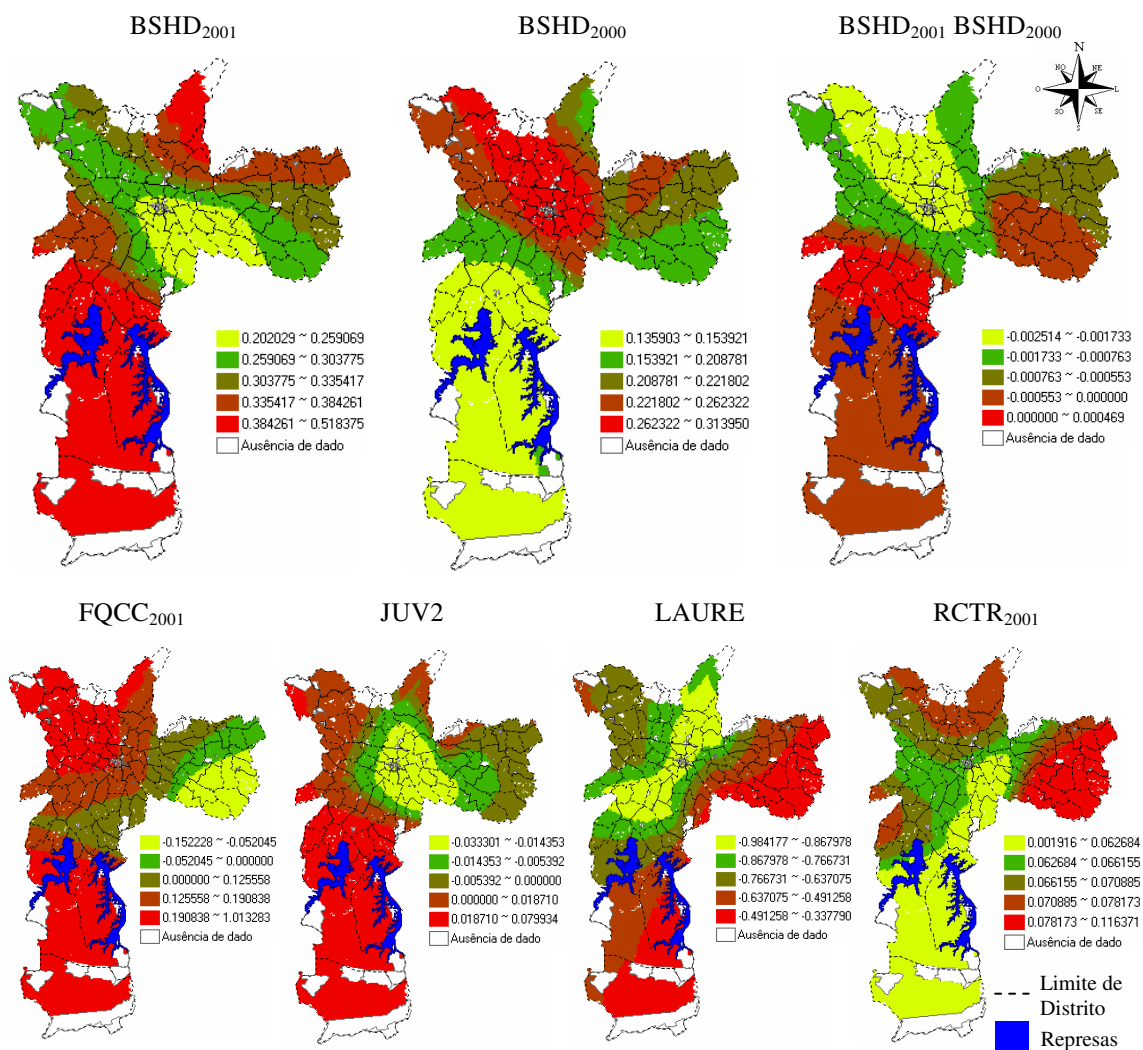 BSHD2001
BSHD2000
BSHD2001 BSHD2000
N
NO
NE
O
L
SO
SE
S
0.202029 ~ 0.259069
0.259069 ~ 0.303775
0.303775 ~ 0.335417
0.335417 ~ 0.384261
0.384261 ~ 0.518375
Ausência de dado
0.135903 ~ 0.153921
0.153921 ~ 0.208781
0.208781 ~ 0.221802
0.221802 ~ 0.262322
0.262322 ~ 0.313950
Ausência de dado
-0.002514 ~ -0.001733
-0.001733 ~ -0.000763
-0.000763 ~ -0.000553
-0.000553 ~ 0.000000
0.000000 ~ 0.000469
Ausência de dado
FQCC2001
JUV2
LAURE
RCTR2001
-0.152228 ~ -0.052045
-0.052045 ~ 0.000000
0.000000 ~ 0.125558
0.125558 ~ 0.190838
0.190838 ~ 1.013283
Ausência de dado
-0.033301 ~ -0.014353
-0.014353 ~ -0.005392
-0.005392 ~ 0.000000
0.000000 ~ 0.018710
0.018710 ~ 0.079934
Ausência de dado
-0.984177 ~ -0.867978
-0.867978 ~ -0.766731
-0.766731 ~ -0.637075
-0.637075 ~ -0.491258
-0.491258 ~ -0.337790
Ausência de dado
0.001916 ~ 0.062684
0.062684 ~ 0.066155
0.066155 ~ 0.070885
0.070885 ~ 0.078173
0.078173 ~ 0.116371
Ausência de dado
Limite de
Distrito
Represas